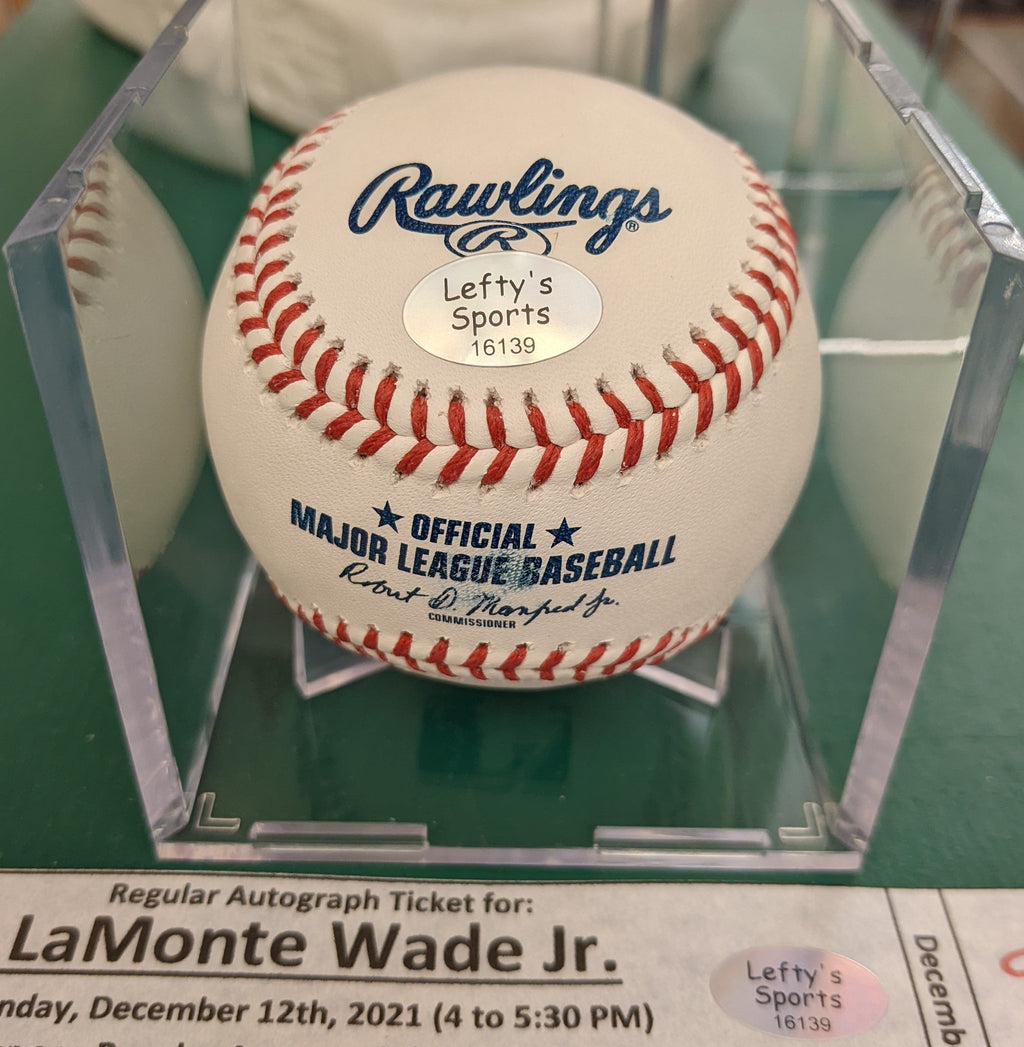 Rawlings®
R
Lefty's
Sports
16139
★ OFFICIAL ★
MAJOR LEAGUE BASEBALL
Robert D. Manfred Jr.
COMMISSIONER
Regular Autograph Ticket for:
LaMonte Wade Jr.
nday, December 12th, 2021 (4 to 5:30 PM)
Lefty's
Sports
16139
Decemb